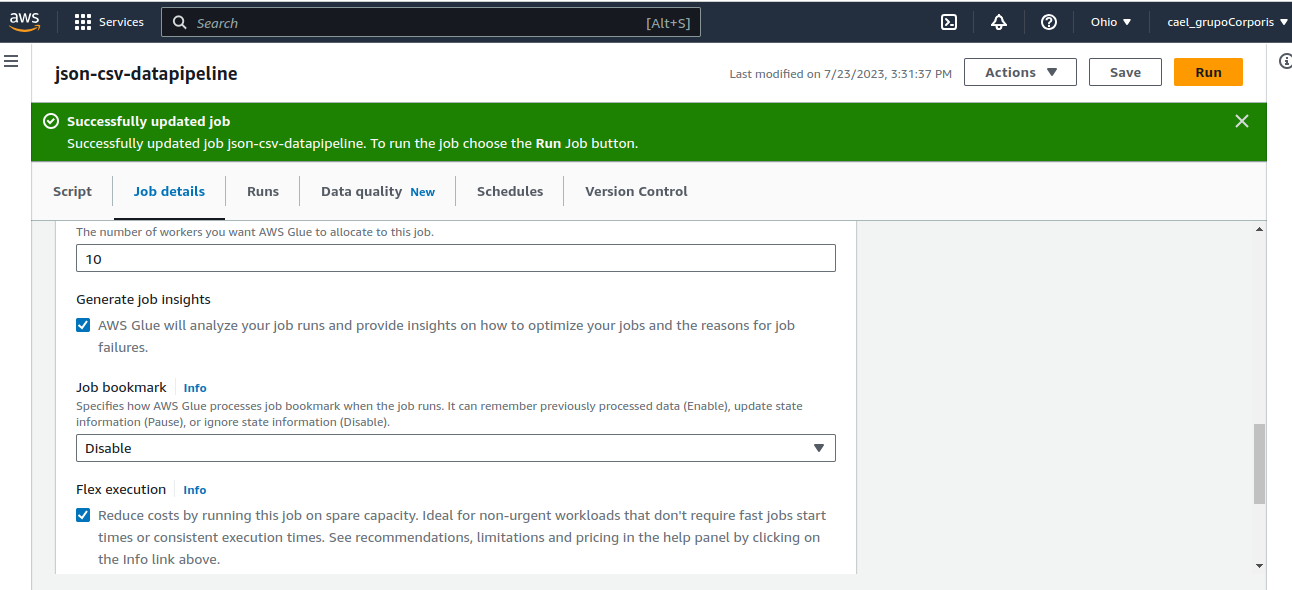 aws
Services
Search
[Alt+S]
Ohio
cael_grupoCorporis
json-csv-datapipeline
Last modified on 7/23/2023, 3:31:37 PM
Actions
Save
Run
Successfully updated job
Successfully updated job json-csv-datapipeline. To run the job choose the Run Job button.
Script
Job details
Runs
Data quality New
Schedules
Version Control
The number of workers you want AWS Glue to allocate to this job.
10
Generate job insights
AWS Glue will analyze your job runs and provide insights on how to optimize your jobs and the reasons for job
failures.
Job bookmark Info
Specifies how AWS Glue processes job bookmark when the job runs. It can remember previously processed data (Enable), update state
information (Pause), or ignore state information (Disable).
Disable
Flex execution Info
Reduce costs by running this job on spare capacity. Ideal for non-urgent workloads that don't require fast jobs start
times or consistent execution times. See recommendations, limitations and pricing in the help panel by clicking on
the Info link above.